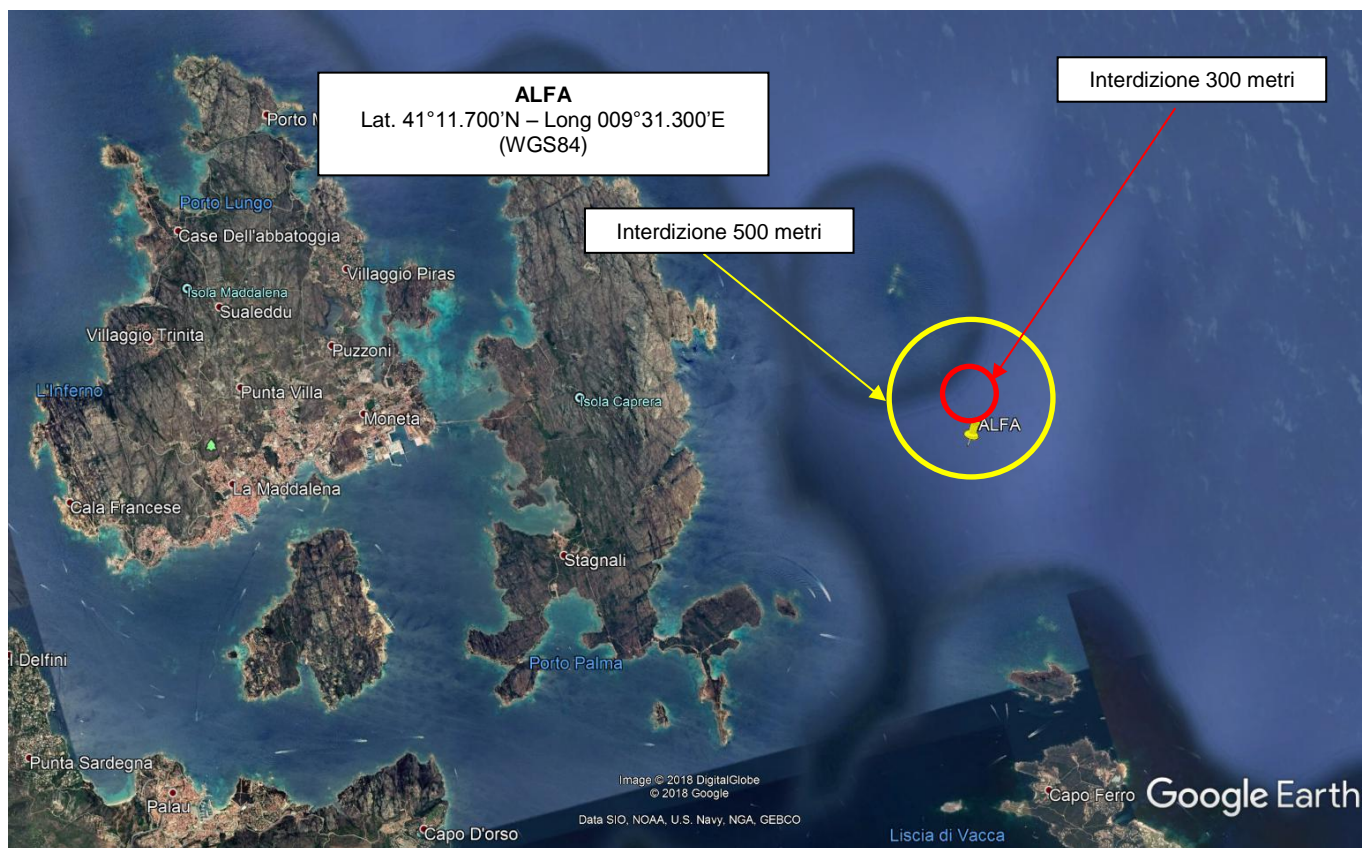 ALFA
Lat. 41°11.700’N – Long 009°31.300’E
(WGS84)
Interdizione 300 metri
Interdizione 500 metri
Porto
Porto Lungo
Case Dell'abbatoggia
Villaggio Piras
Isola Maddalena
Sualeddu
Villaggio Trinita
Puzzoni
L'Inferno
Punta Villa
Isola Caprera
Moneta
ALFA
La Maddalena
Cala Francese
Stagnali
Delfini
Porto Palma
Punta Sardegna
Palau
Capo D'orso
Image © 2018 DigitalGlobe
© 2018 Google
Data SIO, NOAA, U.S. Navy, NGA, GEBCO
Capo Ferro
Google Earth
Liscia di Vacca